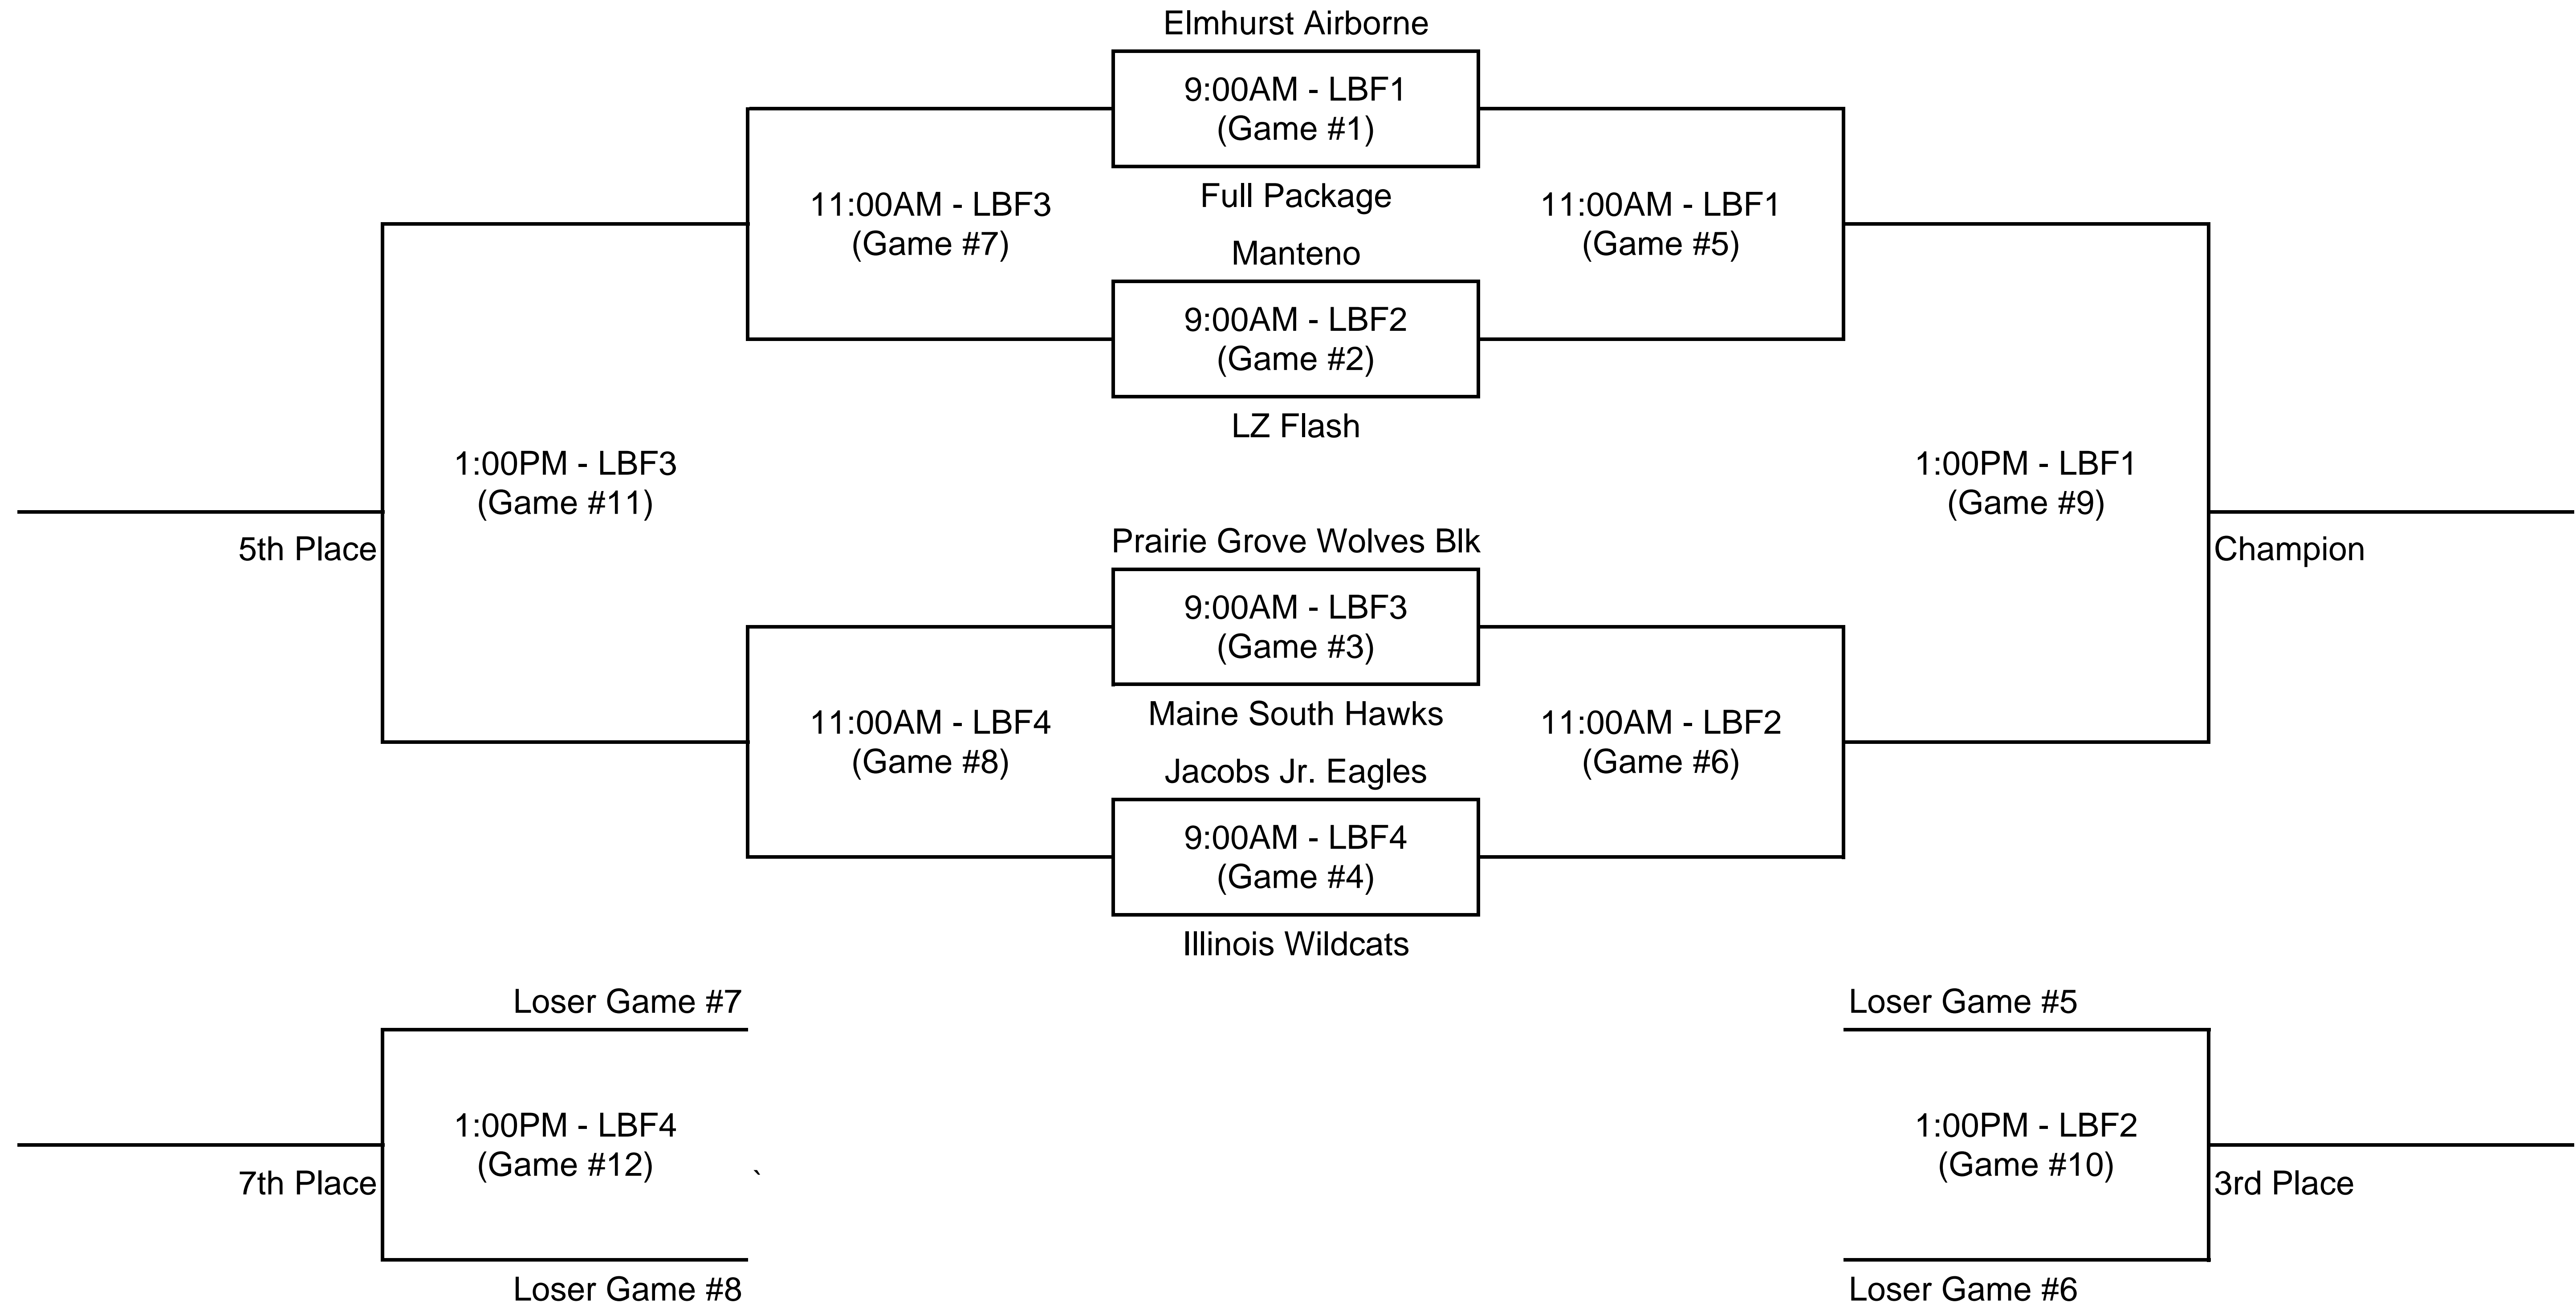 Elmhurst Airborne
9:00AM - LBF1
(Game #1)
Full Package
11:00AM - LBF3
(Game #7)
11:00AM - LBF1
(Game #5)
Manteno
9:00AM - LBF2
(Game #2)
LZ Flash
1:00PM - LBF3
(Game #11)
1:00PM - LBF1
(Game #9)
5th Place
Champion
Prairie Grove Wolves Blk
9:00AM - LBF3
(Game #3)
Maine South Hawks
11:00AM - LBF4
(Game #8)
11:00AM - LBF2
(Game #6)
Jacobs Jr. Eagles
9:00AM - LBF4
(Game #4)
Illinois Wildcats
Loser Game #7
Loser Game #5
1:00PM - LBF4
(Game #12)
`
1:00PM - LBF2
(Game #10)
7th Place
3rd Place
Loser Game #8
Loser Game #6